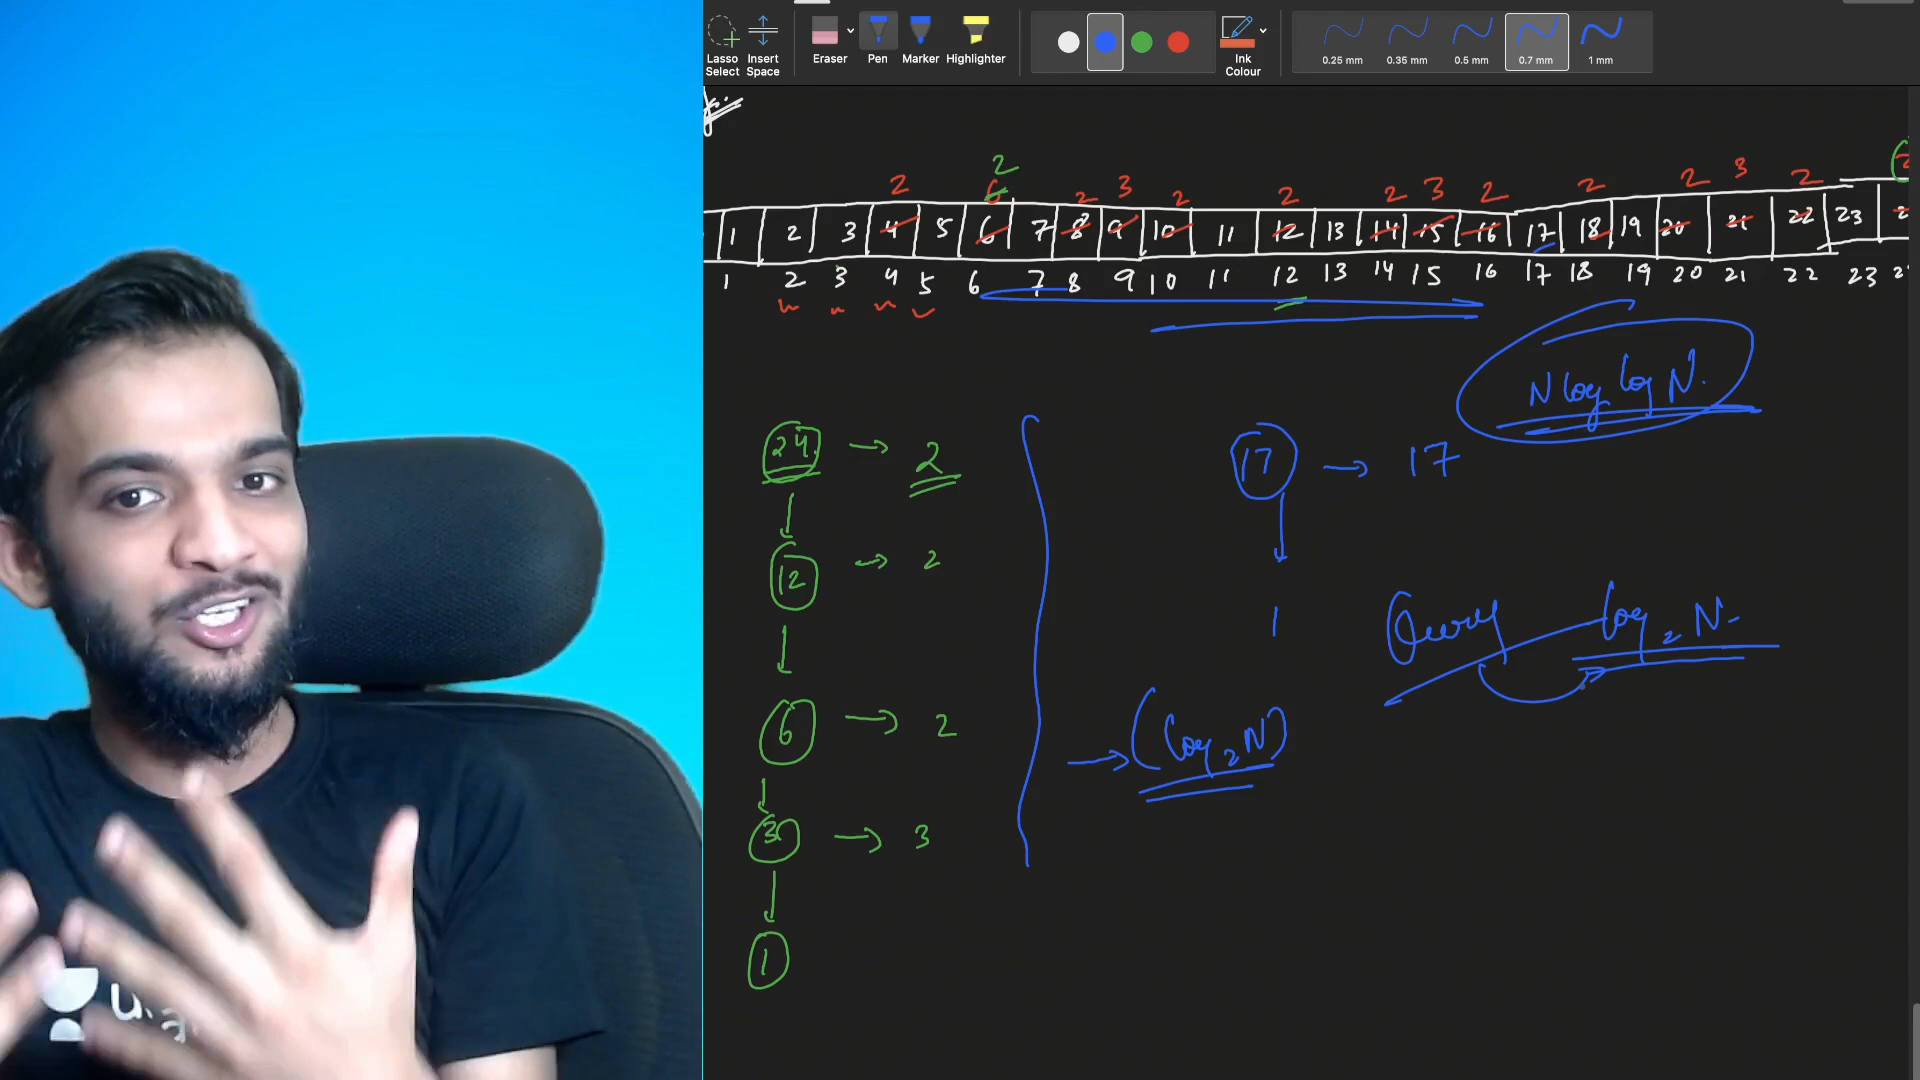 Lasso Select
Insert Space
Eraser
Pen
Marker
Highlighter
Ink Colour
0.25 mm
0.35 mm
0.5 mm
0.7 mm
1 mm
2 2 6 2 3 2 2 2 3 2 2 2 3 2
1 2 3 4 5 6 7 8 9 10 11 12 13 14 15 16 17 18 19 20 21 22 23
1 2 3 4 5 6 7 8 9 10 11 12 13 14 15 16 17 18 19 20 21 22 23
N log log N.
24 → 2
17 → 17
12 → 2
1
Query log 2 N
6 → 2
(log 2 N)
3 → 3
1